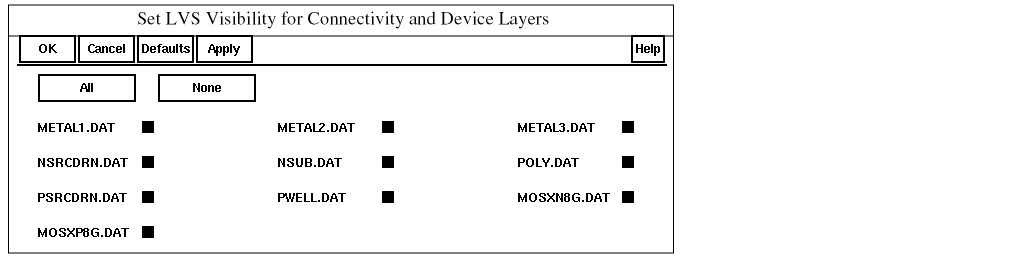 Set LVS Visibility for Connectivity and Device Layers
OK Cancel Defaults Apply Help
All None
METAL1.DAT METAL2.DAT METAL3.DAT
NSRCDRN.DAT NSUB.DAT POLY.DAT
PSRCDRN.DAT PWELL.DAT MOSXN8G.DAT
MOSXP8G.DAT